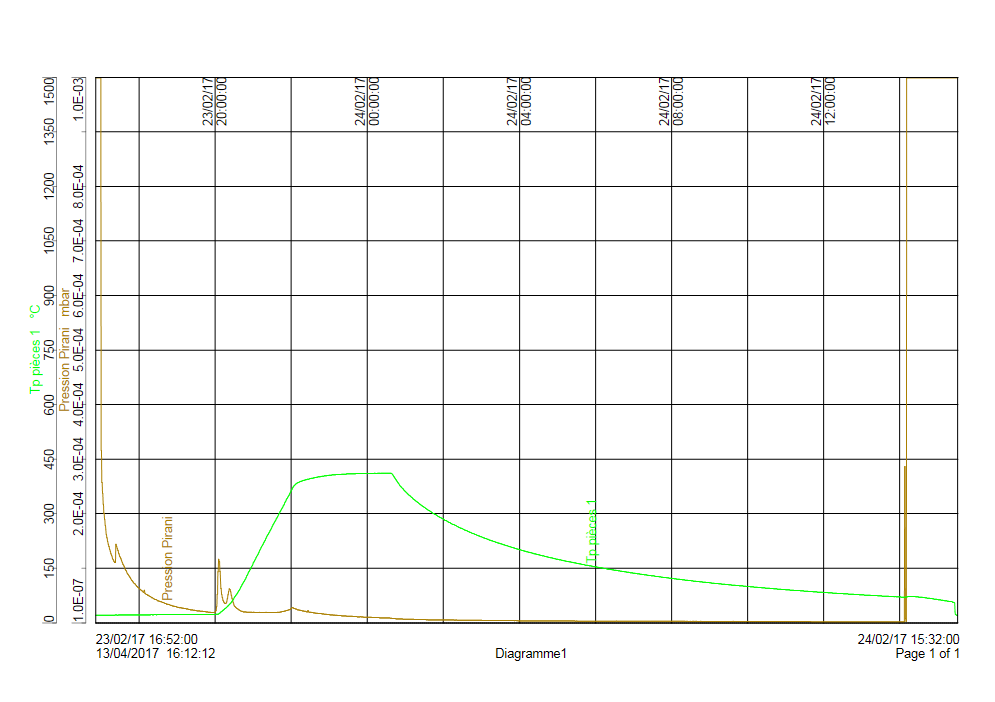 1500
1350
1200
1050
900
750
600
450
300
150
0
Tp pièces 1 °C
1.0E-03
8.0E-04
7.0E-04
6.0E-04
5.0E-04
4.0E-04
3.0E-04
2.0E-04
1.0E-07
Pression Pirani mbar
23/02/17
20:00:00
24/02/17
00:00:00
24/02/17
04:00:00
24/02/17
08:00:00
24/02/17
12:00:00
Pression Pirani
Tp pièces 1
23/02/17 16:52:00
24/02/17 15:32:00
13/04/2017 16:12:12
Diagramme1
Page 1 of 1